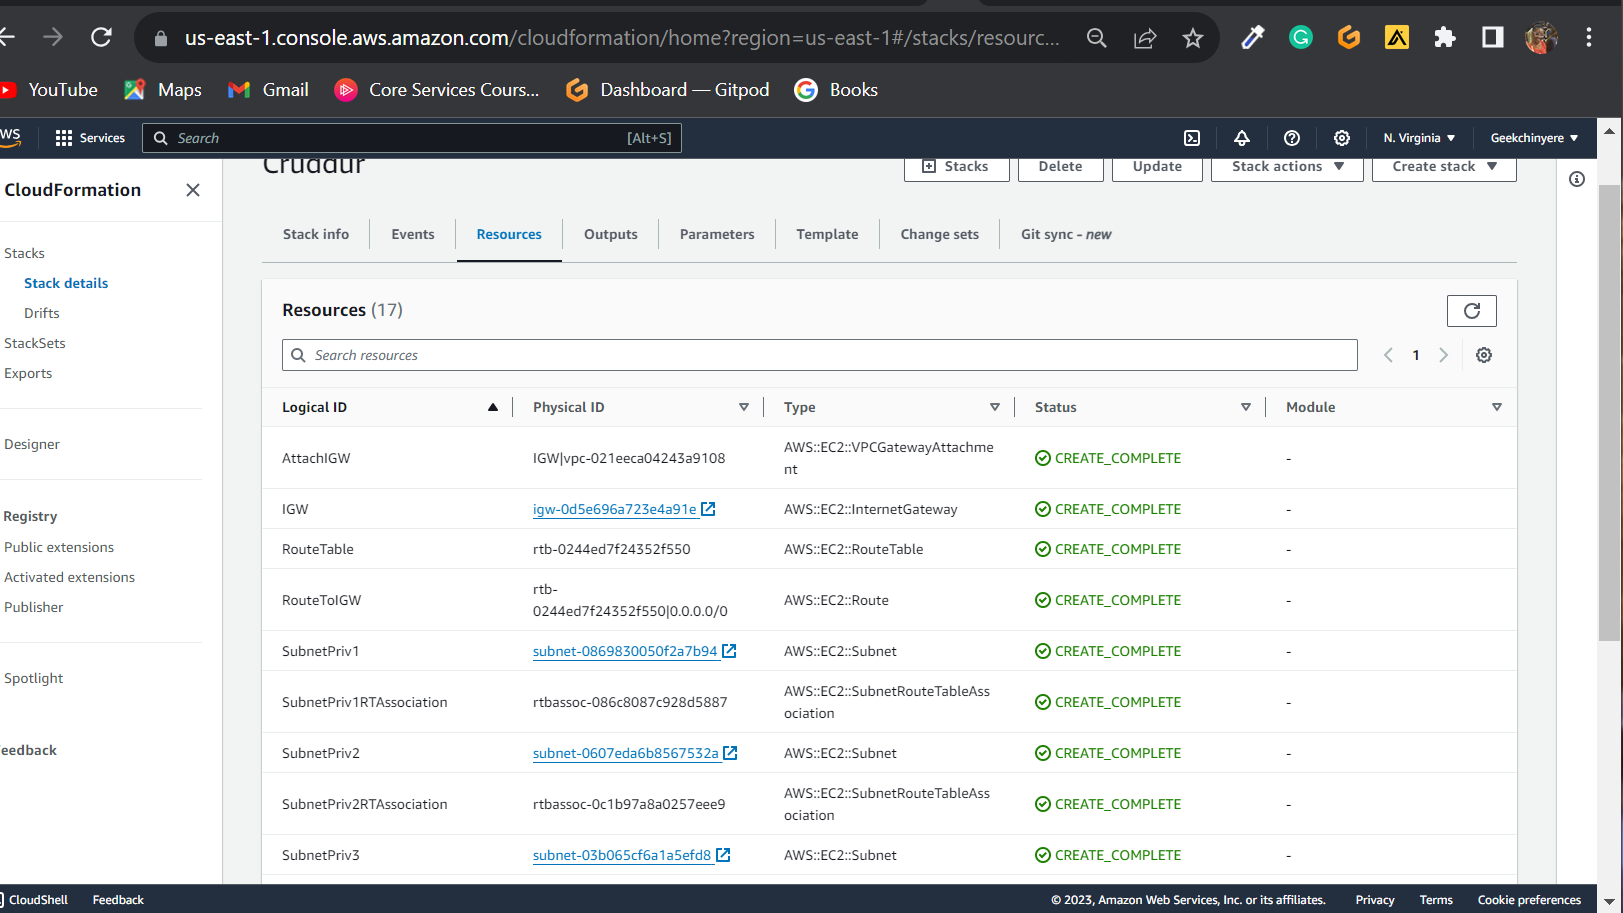 us-east-1.console.aws.amazon.com/cloudformation/home?region=us-east-1#/stacks/resourc...
YouTube Maps Gmail Core Services Cours... Dashboard — Gitpod Books
Services Search [Alt+S] N. Virginia Geekchinyere
CloudFormation
Stacks
Stack details
Drifts
StackSets
Exports
Designer
Registry
Public extensions
Activated extensions
Publisher
Spotlight
eedback
Cruddur
Stacks Delete Update Stack actions Create stack
Stack info Events Resources Outputs Parameters Template Change sets Git sync - new
Resources (17)
Search resources 1
Logical ID Physical ID Type Status Module
AttachIGW IGW|vpc-021eeca04243a9108 AWS::EC2::VPCGatewayAttachme
nt CREATE_COMPLETE -
IGW igw-0d5e696a723e4a91e AWS::EC2::InternetGateway CREATE_COMPLETE -
RouteTable rtb-0244ed7f24352f550 AWS::EC2::RouteTable CREATE_COMPLETE -
RouteToIGW rtb-
0244ed7f24352f550|0.0.0.0/0 AWS::EC2::Route CREATE_COMPLETE -
SubnetPriv1 subnet-0869830050f2a7b94 AWS::EC2::Subnet CREATE_COMPLETE -
SubnetPriv1RTAssociation rtbassoc-086c8087c928d5887 AWS::EC2::SubnetRouteTableAss
ociation CREATE_COMPLETE -
SubnetPriv2 subnet-0607eda6b8567532a AWS::EC2::Subnet CREATE_COMPLETE -
SubnetPriv2RTAssociation rtbassoc-0c1b97a8a0257eee9 AWS::EC2::SubnetRouteTableAss
ociation CREATE_COMPLETE -
SubnetPriv3 subnet-03b065cf6a1a5efd8 AWS::EC2::Subnet CREATE_COMPLETE -
CloudShell Feedback © 2023, Amazon Web Services, Inc. or its affiliates. Privacy Terms Cookie preferences